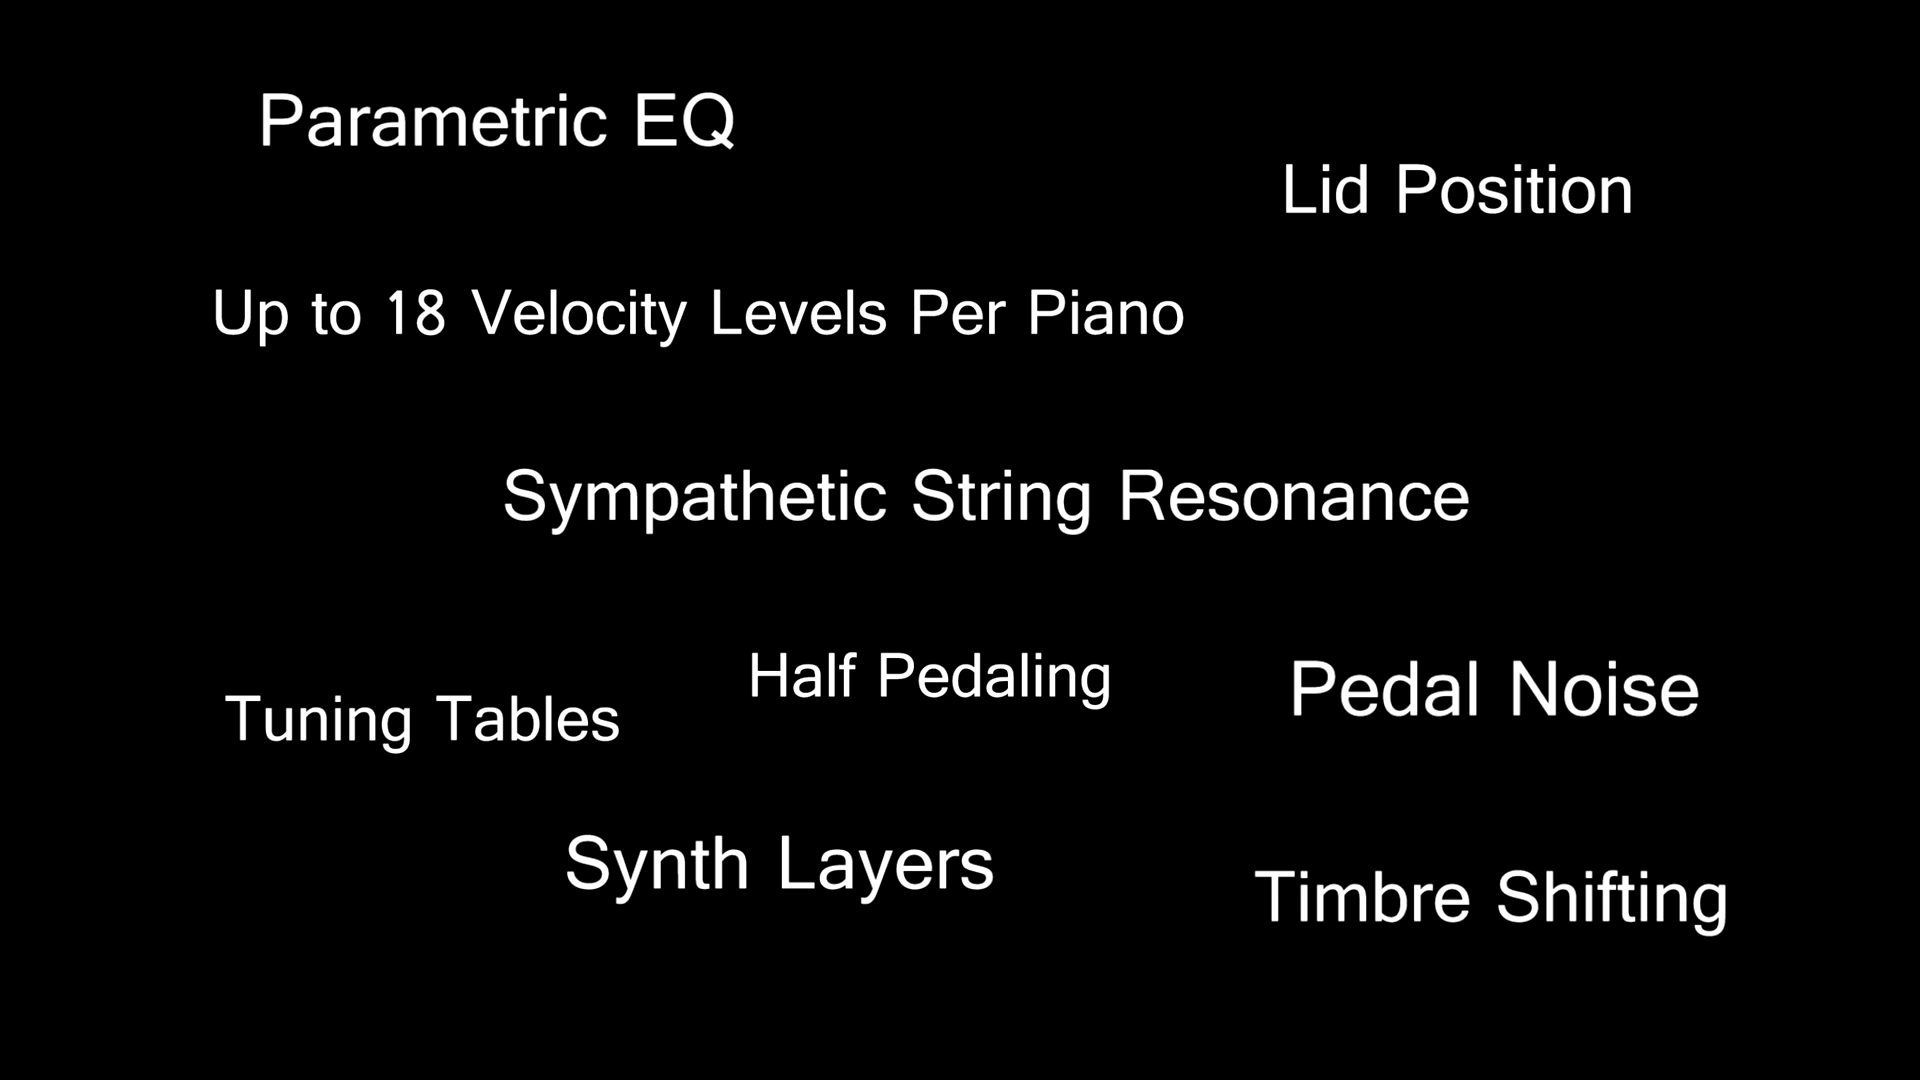 Parametric EQ
Lid Position
Up to 18 Velocity Levels Per Piano
Sympathetic String Resonance
Half Pedaling
Pedal Noise
Tuning Tables
Synth Layers
Timbre Shifting